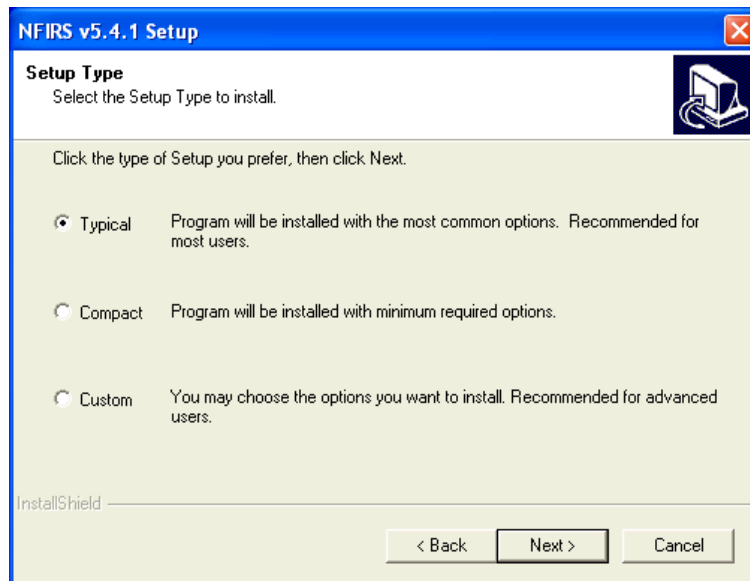 NFIRS v5.4.1 Setup
Setup Type
Select the Setup Type to install.
Click the type of Setup you prefer, then click Next.
Typical Program will be installed with the most common options.  Recommended for
most users.
Compact Program will be installed with minimum required options.
Custom You may choose the options you want to install. Recommended for advanced
users.
InstallShield
< Back Next > Cancel